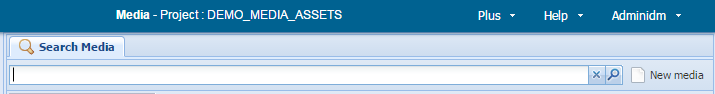 Media - Project : DEMO_MEDIA_ASSETS Plus Help Adminidm
Search Media
New media